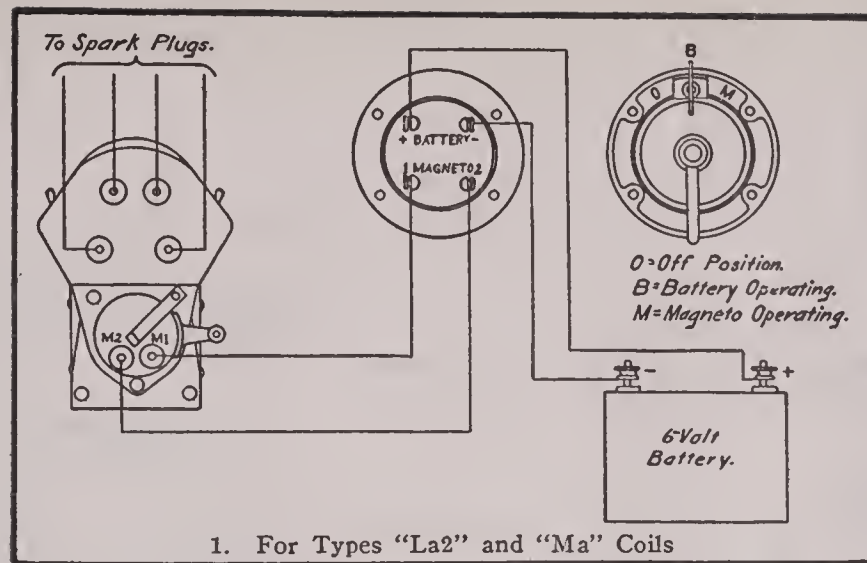 To Spark Plugs.
B
O M
+ BATTERY -
1 MAGNETO 2
O=Off Position.
B=Battery Operating.
M=Magneto Operating.
M2 M1
- +
6-Volt
Battery.
1. For Types "La2" and "Ma" Coils